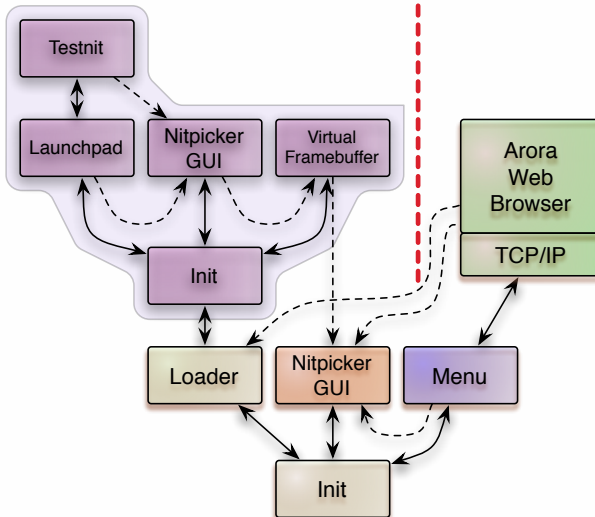 Testnit
Launchpad
Nitpicker
GUI
Virtual
Framebuffer
Arora
Web
Browser
TCP/IP
Init
Loader
Nitpicker
GUI
Menu
Init